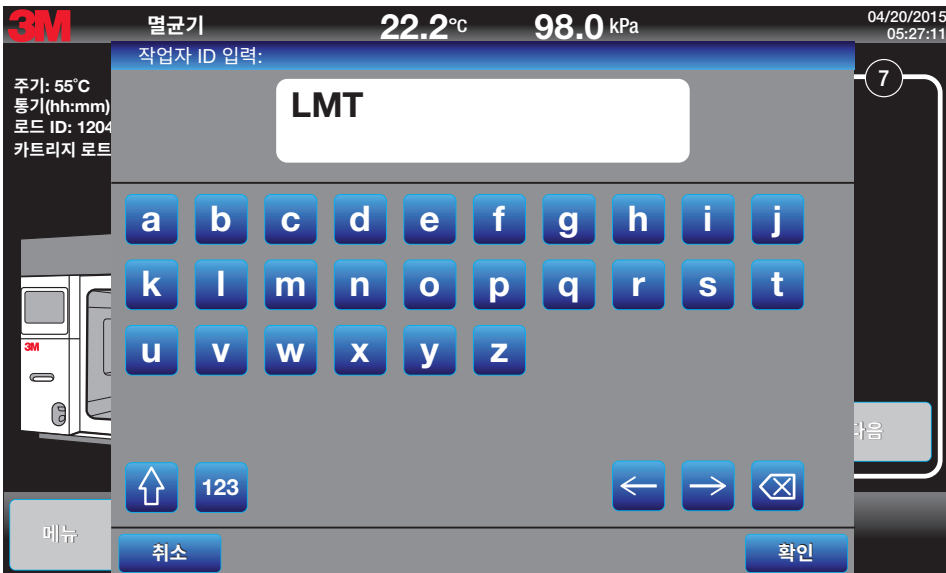 3M 멸균기 22.2°C 98.0 kPa 04/20/2015
05:27:11
작업자 ID 입력:
7
주기: 55°C
통기(hh:mm)
로드 ID: 1204
카트리지 로트
LMT
a b c d e f g h i j
k l m n o p q r s t
u v w x y z
3M
다음
123
메뉴
취소 확인